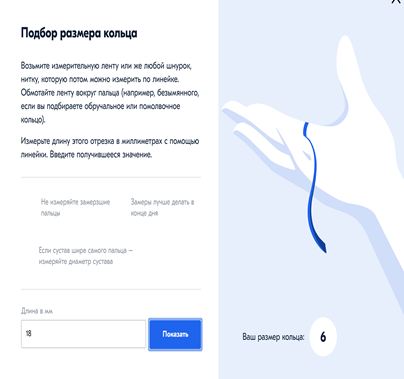 Подбор размера кольца
Возьмите измерительную ленту или же любой шнурок,
нитку, которую потом можно измерить по линейке.
Обмотайте ленту вокруг пальца (например, безымянного,
если вы подбираете обручальное или помолвочное
кольцо).
Измерьте длину этого отрезка в миллиметрах с помощью
линейки. Введите получившееся значение.
Не измеряйте замерзшие
пальцы
Замеры лучше делать в
конце дня
Если сустав шире самого пальца –
измеряйте диаметр сустава
Длина в мм
18
Показать
Ваш размер кольца:
6